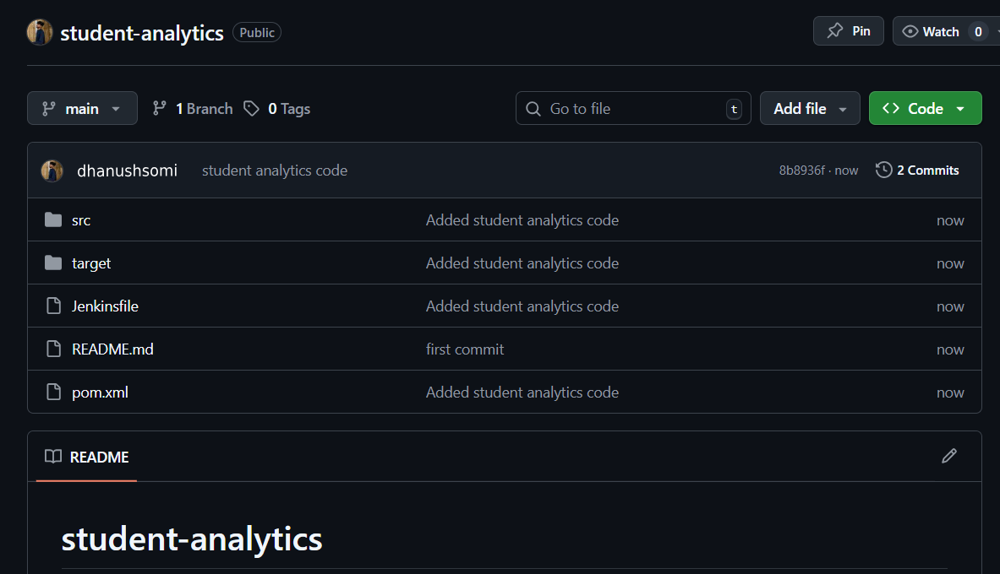 student-analytics Public Pin Watch 0
main 1 Branch 0 Tags Go to file t Add file Code
dhanushsomi student analytics code 8b8936f · now 2 Commits
src Added student analytics code now
target Added student analytics code now
Jenkinsfile Added student analytics code now
README.md first commit now
pom.xml Added student analytics code now
README
student-analytics